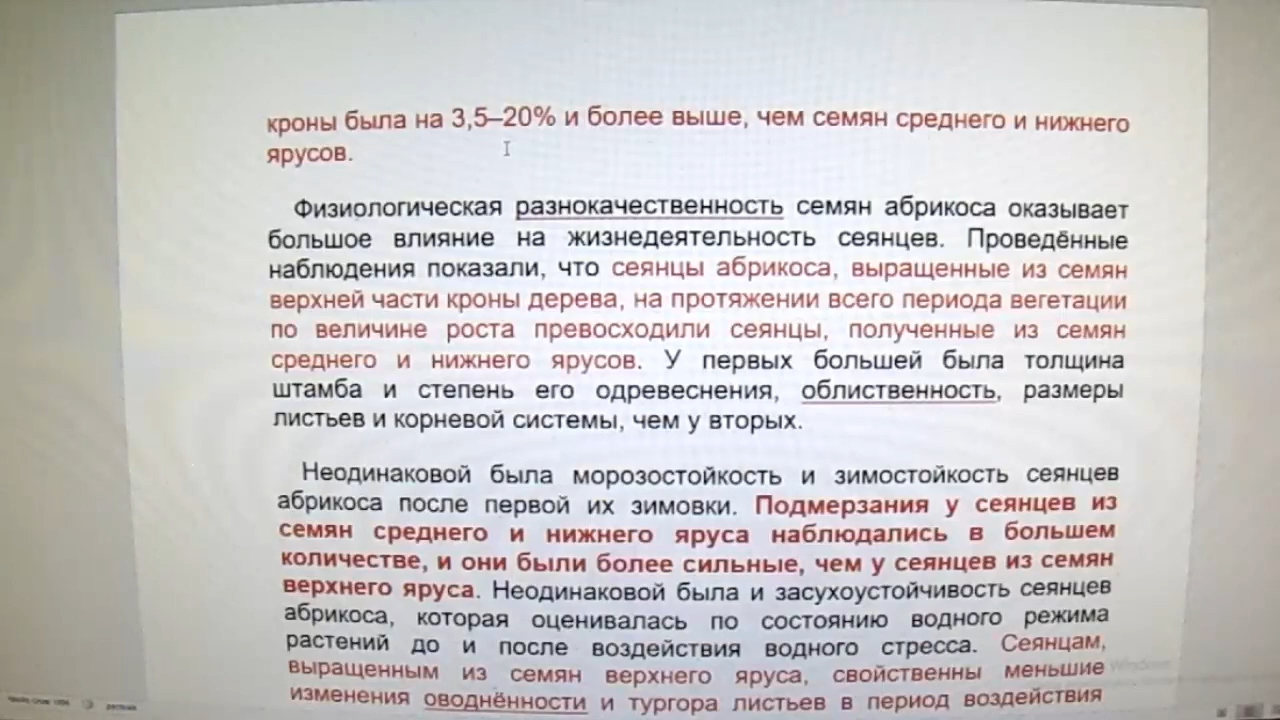 кроны была на 3,5–20% и более выше, чем семян среднего и нижнего
ярусов.
Физиологическая разнокачественность семян абрикоса оказывает
большое влияние на жизнедеятельность сеянцев. Проведённые
наблюдения показали, что сеянцы абрикоса, выращенные из семян
верхней части кроны дерева, на протяжении всего периода вегетации
по величине роста превосходили сеянцы, полученные из семян
среднего и нижнего ярусов. У первых большей была толщина
штамба и степень его одревеснения, облиственность, размеры
листьев и корневой системы, чем у вторых.
Неодинаковой была морозостойкость и зимостойкость сеянцев
абрикоса после первой их зимовки. Подмерзания у сеянцев из
семян среднего и нижнего яруса наблюдались в большем
количестве, и они были более сильные, чем у сеянцев из семян
верхнего яруса. Неодинаковой была и засухоустойчивость сеянцев
абрикоса, которая оценивалась по состоянию водного режима
растений до и после воздействия водного стресса. Сеянцам,
выращенным из семян верхнего яруса, свойственны меньшие
Windows
изменения оводнённости и тургора листьев в период воздействия